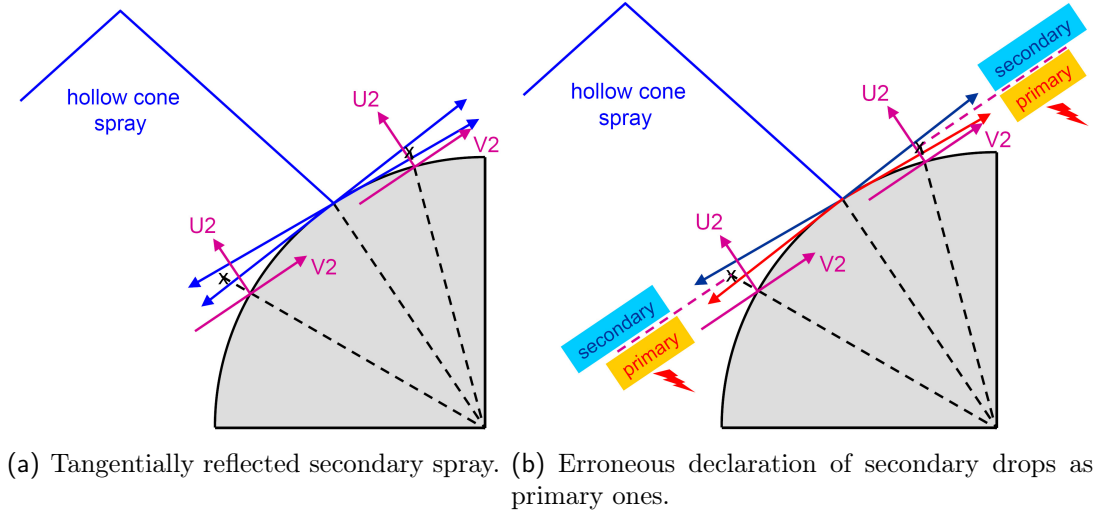 hollow cone
spray
U2
V2
x
U2
V2
x
hollow cone
spray
U2
V2
x
secondary
primary
U2
V2
x
secondary
primary
(a) Tangentially reflected secondary spray.
(b) Erroneous declaration of secondary drops as
primary ones.